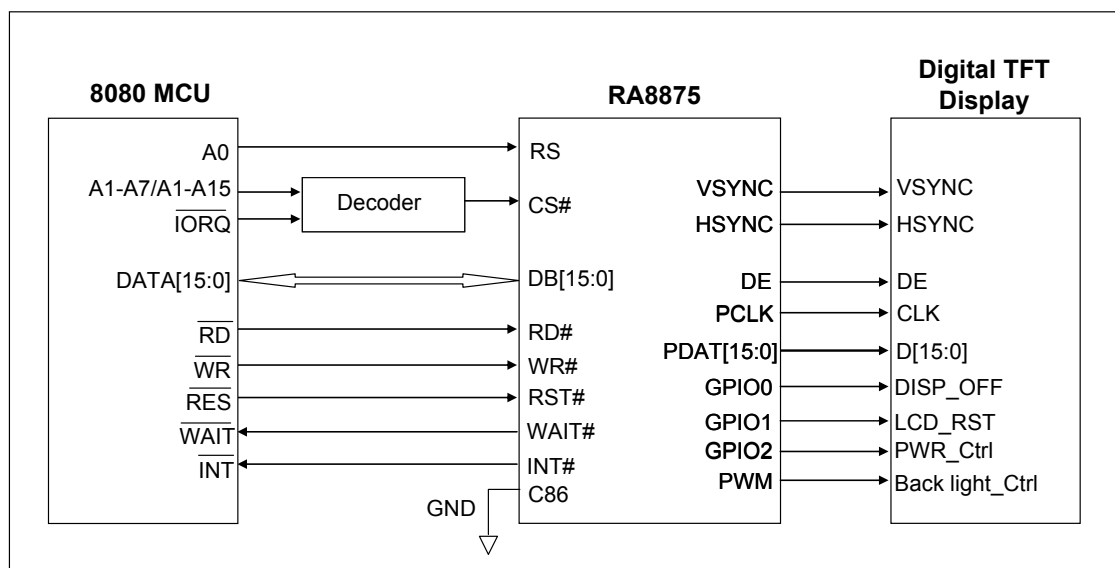 8080 MCU
A0
A1-A7/A1-A15
IORQ
DATA[15:0]
RD
WR
RES
WAIT
INT
Decoder
GND
RA8875
RS
CS#
DB[15:0]
RD#
WR#
RST#
WAIT#
INT#
C86
VSYNC
HSYNC
DE
PCLK
PDAT[15:0]
GPIO0
GPIO1
GPIO2
PWM
Digital TFT
Display
VSYNC
HSYNC
DE
CLK
D[15:0]
DISP_OFF
LCD_RST
PWR_Ctrl
Back light_Ctrl